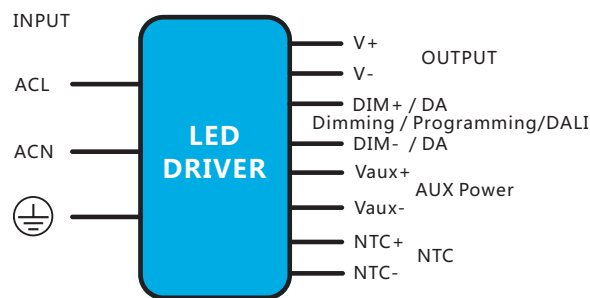 INPUT
ACL
ACN
LED
DRIVER
V+
OUTPUT
V-
DIM+ / DA
Dimming / Programming/DALI
DIM- / DA
Vaux+
AUX Power
Vaux-
NTC+
NTC
NTC-